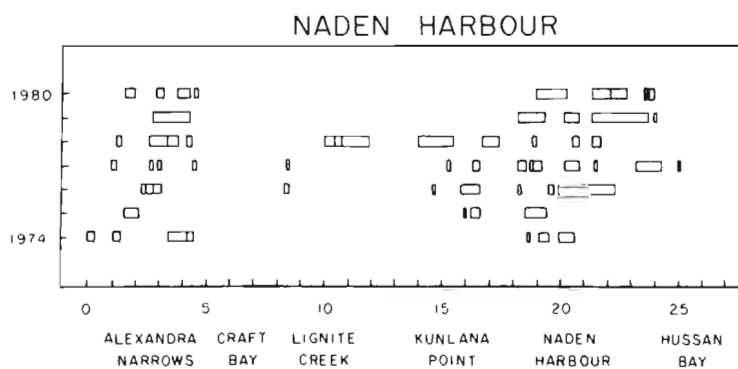 NADEN HARBOUR
1980
1974
0 5 10 15 20 25
ALEXANDRA CRAFT LIGNITE KUNLANA NADEN HUSSAN
NARROWS BAY CREEK POINT HARBOUR BAY